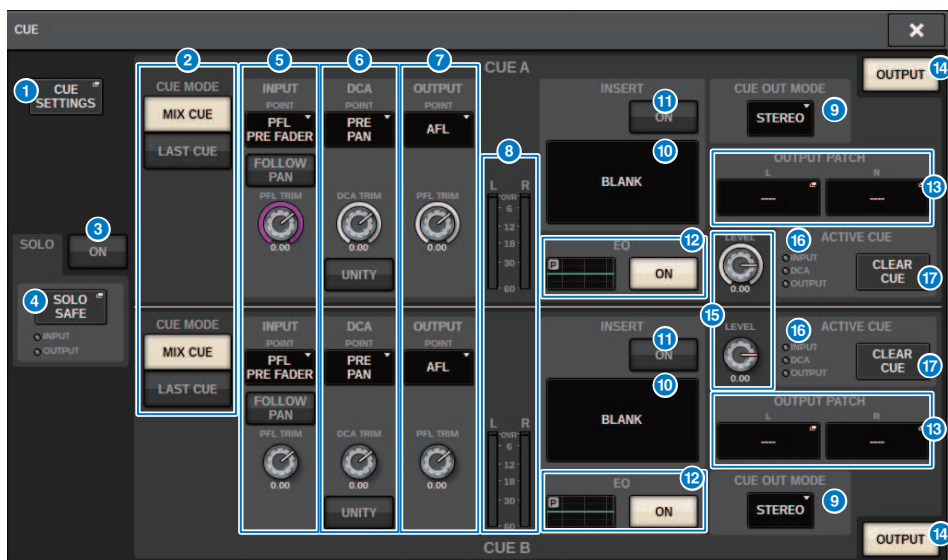 CUE
CUE A
1
CUE
SETTINGS
SOLO
3
ON
4
SOLO
SAFE
INPUT
OUTPUT
2
CUE MODE
MIX CUE
LAST CUE
5
INPUT
POINT
PFL
PRE FADER
FOLLOW
PAN
PFL TRIM
0.00
6
DCA
POINT
PRE
PAN
DCA TRIM
0.00
UNITY
7
OUTPUT
POINT
AFL
PFL TRIM
0.00
8
L R
OVR
6
12
18
30
60
INSERT
11
ON
10
BLANK
12
EQ
P
ON
CUE OUT MODE
STEREO
9
OUTPUT
14
OUTPUT PATCH
L R
---- ----
13
LEVEL
0.00
16
ACTIVE CUE
INPUT
DCA
OUTPUT
CLEAR
CUE
17
15
CUE MODE
MIX CUE
LAST CUE
INPUT
POINT
PFL
PRE FADER
FOLLOW
PAN
PFL TRIM
0.00
DCA
POINT
PRE
PAN
DCA TRIM
0.00
UNITY
OUTPUT
POINT
AFL
PFL TRIM
0.00
L R
OVR
6
12
18
30
60
INSERT
11
ON
10
BLANK
12
EQ
P
ON
LEVEL
0.00
16
ACTIVE CUE
INPUT
DCA
OUTPUT
CLEAR
CUE
17
OUTPUT PATCH
L R
---- ----
13
CUE OUT MODE
STEREO
9
OUTPUT
14
CUE B